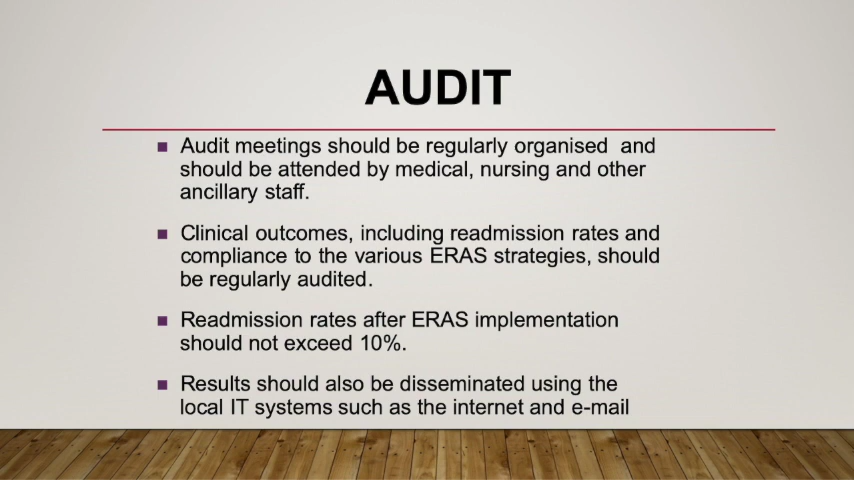 AUDIT
Audit meetings should be regularly organised and
should be attended by medical, nursing and other
ancillary staff.
Clinical outcomes, including readmission rates and
compliance to the various ERAS strategies, should
be regularly audited.
Readmission rates after ERAS implementation
should not exceed 10%.
Results should also be disseminated using the
local IT systems such as the internet and e-mail